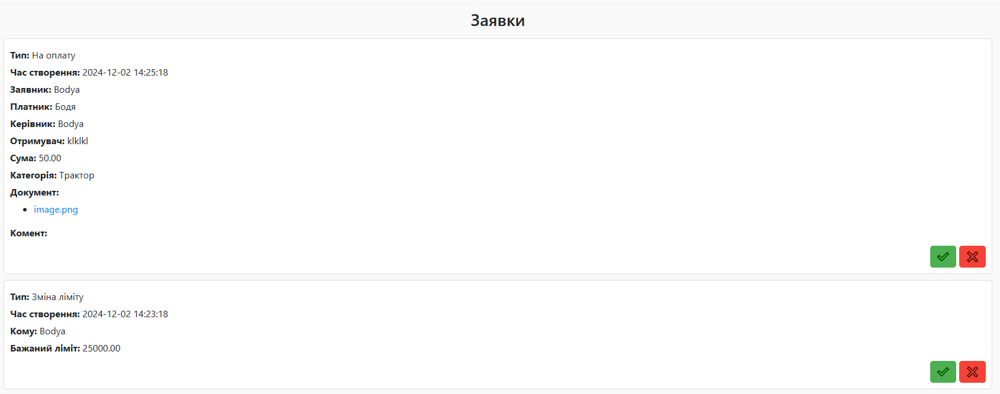 Заявки
Тип: На оплату
Час створення: 2024-12-02 14:25:18
Заявник: Bodya
Платник: Бодя
Керівник: Bodya
Отримувач: klklkl
Сума: 50.00
Категорія: Трактор
Документ:
image.png
Комент:
Тип: Зміна ліміту
Час створення: 2024-12-02 14:23:18
Кому: Bodya
Бажаний ліміт: 25000.00